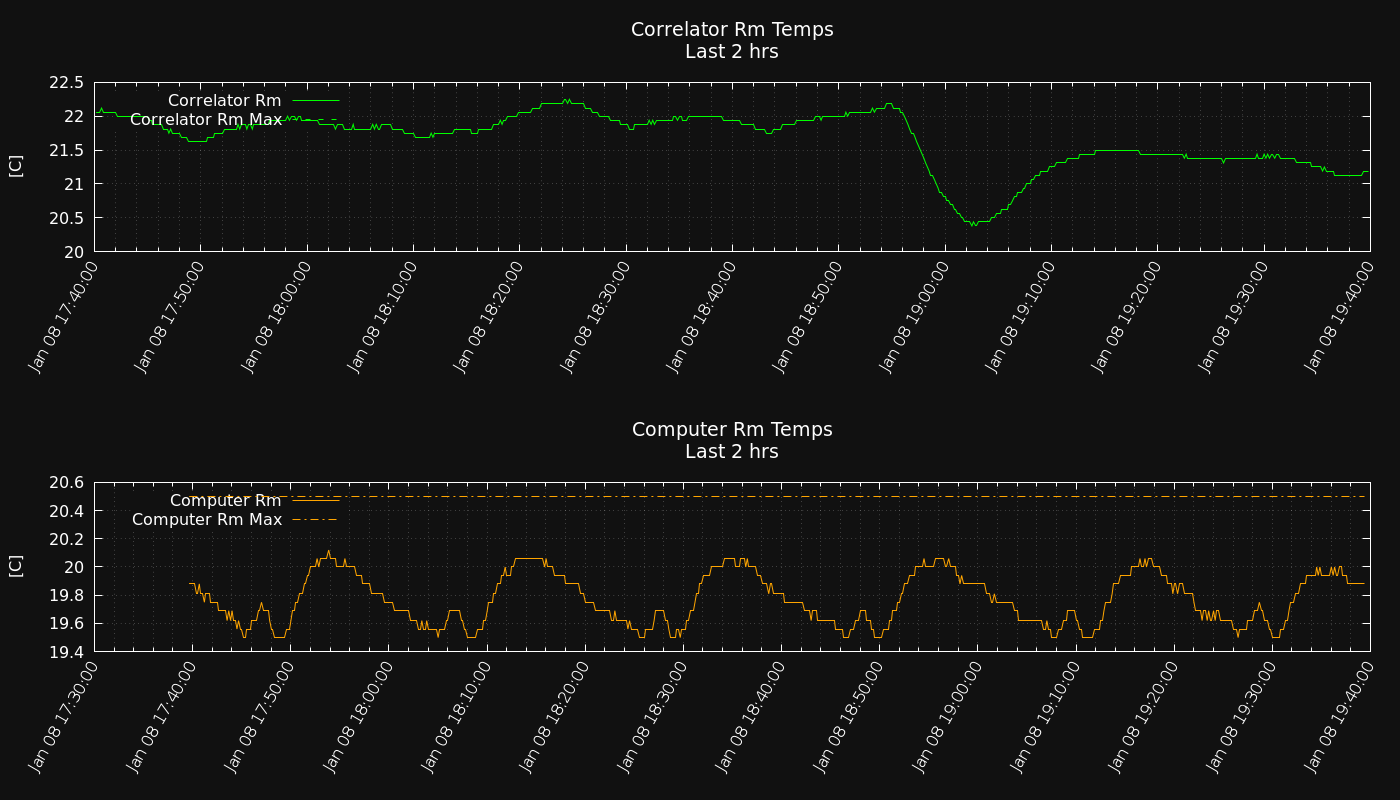 Correlator Rm Temps
Last 2 hrs
[C]
22.5
22
21.5
21
20.5
20
Correlator Rm
Correlator Rm Max
Jan 08 17:40:00
Jan 08 17:50:00
Jan 08 18:00:00
Jan 08 18:10:00
Jan 08 18:20:00
Jan 08 18:30:00
Jan 08 18:40:00
Jan 08 18:50:00
Jan 08 19:00:00
Jan 08 19:10:00
Jan 08 19:20:00
Jan 08 19:30:00
Jan 08 19:40:00
Computer Rm Temps
Last 2 hrs
[C]
20.6
20.4
20.2
20
19.8
19.6
19.4
Computer Rm
Computer Rm Max
Jan 08 17:30:00
Jan 08 17:40:00
Jan 08 17:50:00
Jan 08 18:00:00
Jan 08 18:10:00
Jan 08 18:20:00
Jan 08 18:30:00
Jan 08 18:40:00
Jan 08 18:50:00
Jan 08 19:00:00
Jan 08 19:10:00
Jan 08 19:20:00
Jan 08 19:30:00
Jan 08 19:40:00